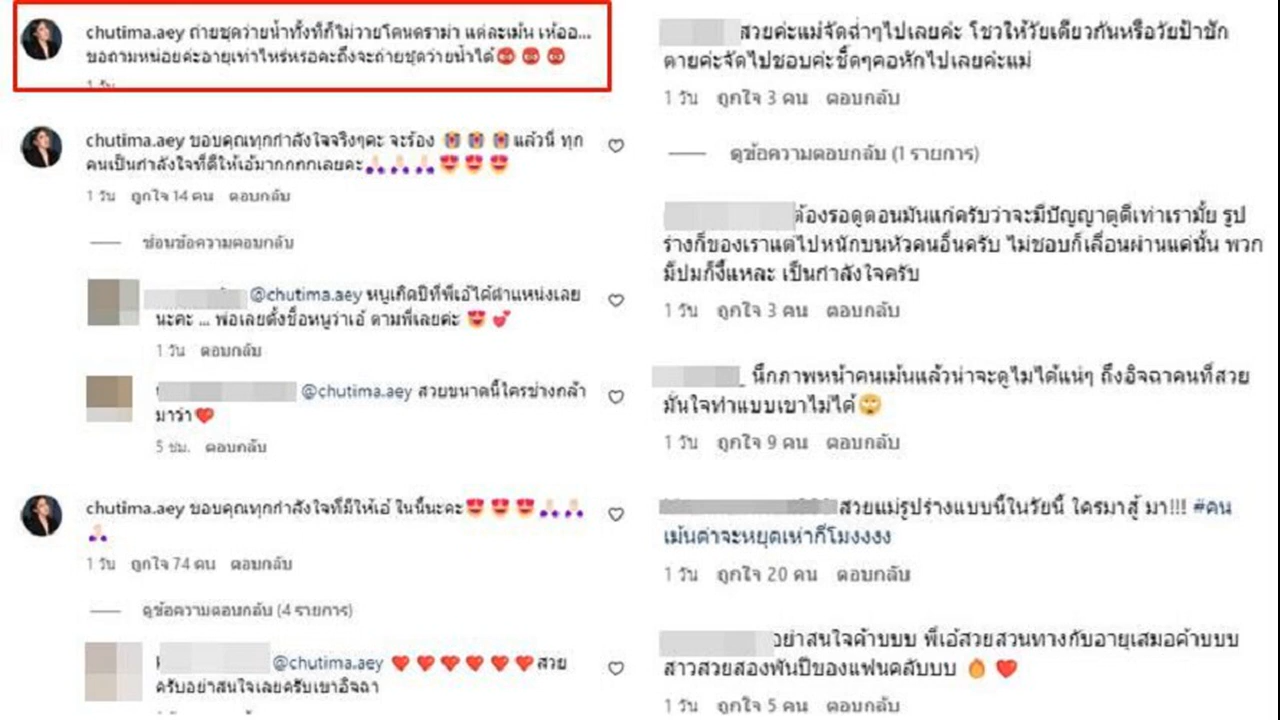 chutima.aey ถ่ายชุดว่ายน้ำทั้งทีก็ไม่วายโดนดราม่า แต่ละเม้น เห้ออ...
ขอถามหน่อยค่ะอายุเท่าไหร่หรอคะถึงจะถ่ายชุดว่ายน้ำได้😡😡😡
1 วัน
chutima.aey ขอบคุณทุกกำลังใจจริงๆคะ จะร้อง 😭😭😭 แล้วนี่ ทุก
คนเป็นกำลังใจที่ดีให้เอ้มากกกกเลยคะ🙏🏻🙏🏻🙏🏻😍😍😍
1 วัน ถูกใจ 14 คน ตอบกลับ
ซ่อนข้อความตอบกลับ
@chutima.aey หนูเกิดปีที่พี่เอ้ได้ตำแหน่งเลย
นะคะ ... พ่อเลยตั้งชื่อหนูว่าเอ้ ตามพี่เลยค่ะ 😍💕
1 วัน ตอบกลับ
@chutima.aey สวยขนาดนี้ใครช่างกล้า
มาว่า❤️
5 ชม. ตอบกลับ
chutima.aey ขอบคุณทุกกำลังใจที่มีให้เอ้ ในนี้นะคะ😍😍😍🙏🏻🙏🏻
🙏🏻
1 วัน ถูกใจ 74 คน ตอบกลับ
ดูข้อความตอบกลับ (4 รายการ)
@chutima.aey ❤️❤️❤️❤️❤️❤️สวย
ครับอย่าสนใจเลยครับเขาอิจฉา
สวยค่ะแม่จัดฉ่ำๆไปเลยค่ะ โชว์ให้วัยเดียวกันหรือวัยป้าชัก
ตายค่ะจัดไปชอบค่ะชี้ดๆคอหักไปเลยค่ะแม่
1 วัน ถูกใจ 3 คน ตอบกลับ
ดูข้อความตอบกลับ (1 รายการ)
ต้องรอดูตอนมันแก่ครับว่าจะมีปัญญาดูดีเท่าเรามั้ย รูป
ร่างก็ของเราแต่ไปหนักบนหัวคนอื่นครับ ไม่ชอบก็เลื่อนผ่านแค่นั้น พวก
มีปมก็งี้แหละ เป็นกำลังใจครับ
1 วัน ถูกใจ 3 คน ตอบกลับ
นึกภาพหน้าคนเม้นแล้วน่าจะดูไม่ได้แน่ๆ ถึงอิจฉาคนที่สวย
มั่นใจทำแบบเขาไม่ได้🙄
1 วัน ถูกใจ 9 คน ตอบกลับ
สวยแม่รูปร่างแบบนี้ในวัยนี้ ใครมาสู้ มา!!! #คน
เม้นต่าจะหยุดเห่ากี่โมงงงง
1 วัน ถูกใจ 20 คน ตอบกลับ
อย่าสนใจค้าบบบ พี่เอ้สวยสวนทางกับอายุเสมอค้าบบบ
สาวสวยสองพันปีของแฟนคลับบบ 🔥❤️
1 วัน ถูกใจ 5 คน ตอบกลับ